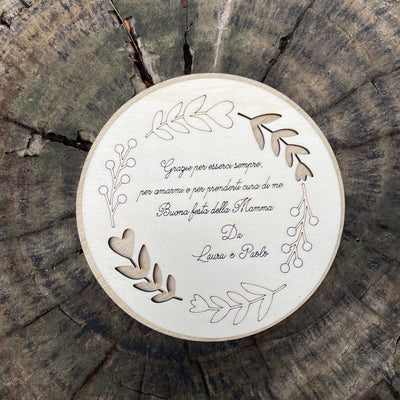 Grazie per esserci sempre,
per amarmi e per prenderti cura di me
Buona festa della Mamma
Da
Laura e Paolo